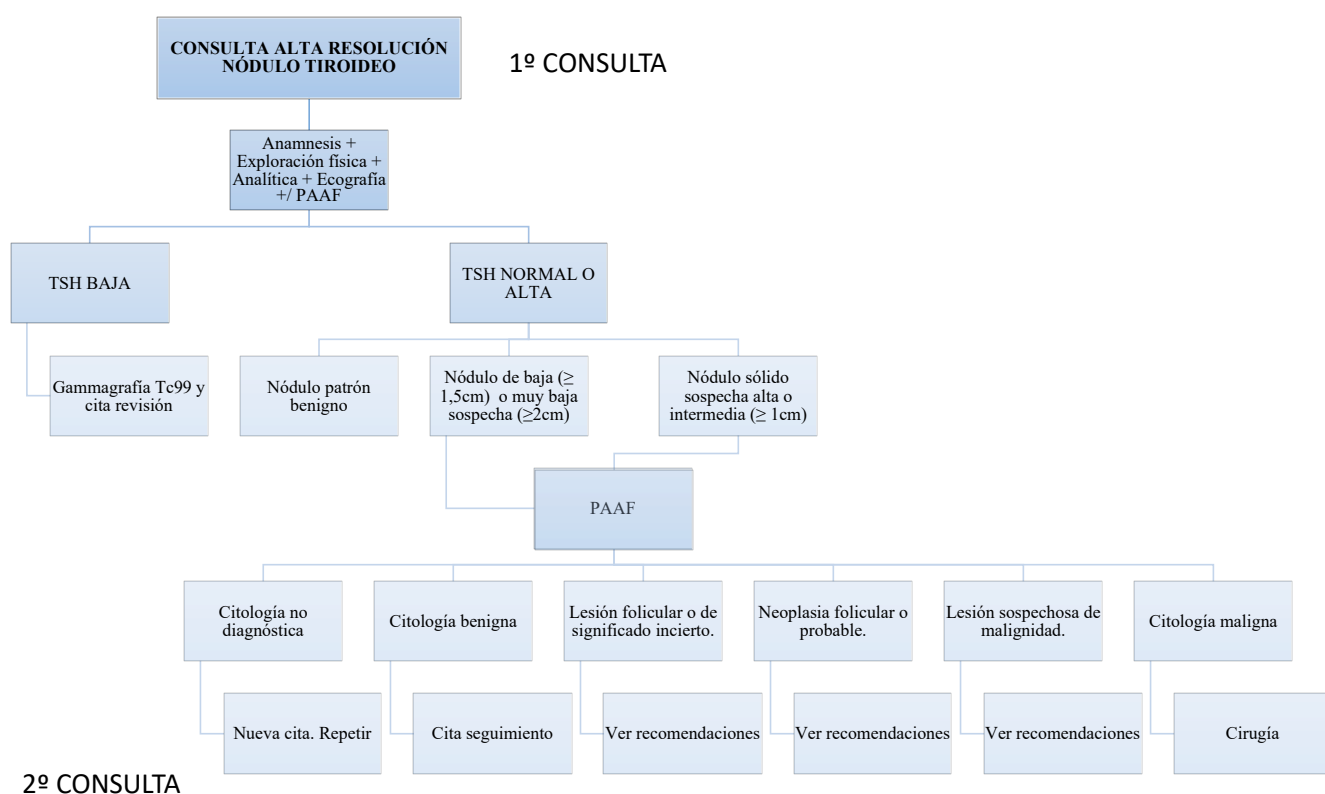 CONSULTA ALTA RESOLUCIÓN
NÓDULO TIROIDEO
1º CONSULTA
Anamnesis +
Exploración física +
Analítica + Ecografía
+/ PAAF
TSH BAJA
TSH NORMAL O
ALTA
Gammagrafía Tc99 y
cita revisión
Nódulo patrón
benigno
Nódulo de baja (≥
1,5cm) o muy baja
sospecha (≥2cm)
Nódulo sólido
sospecha alta o
intermedia (≥ 1cm)
PAAF
Citología no
diagnóstica
Citología benigna
Lesión folicular o de
significado incierto.
Neoplasia folicular o
probable.
Lesión sospechosa de
malignidad.
Citología maligna
Nueva cita. Repetir
Cita seguimiento
Ver recomendaciones
Ver recomendaciones
Ver recomendaciones
Cirugía
2º CONSULTA